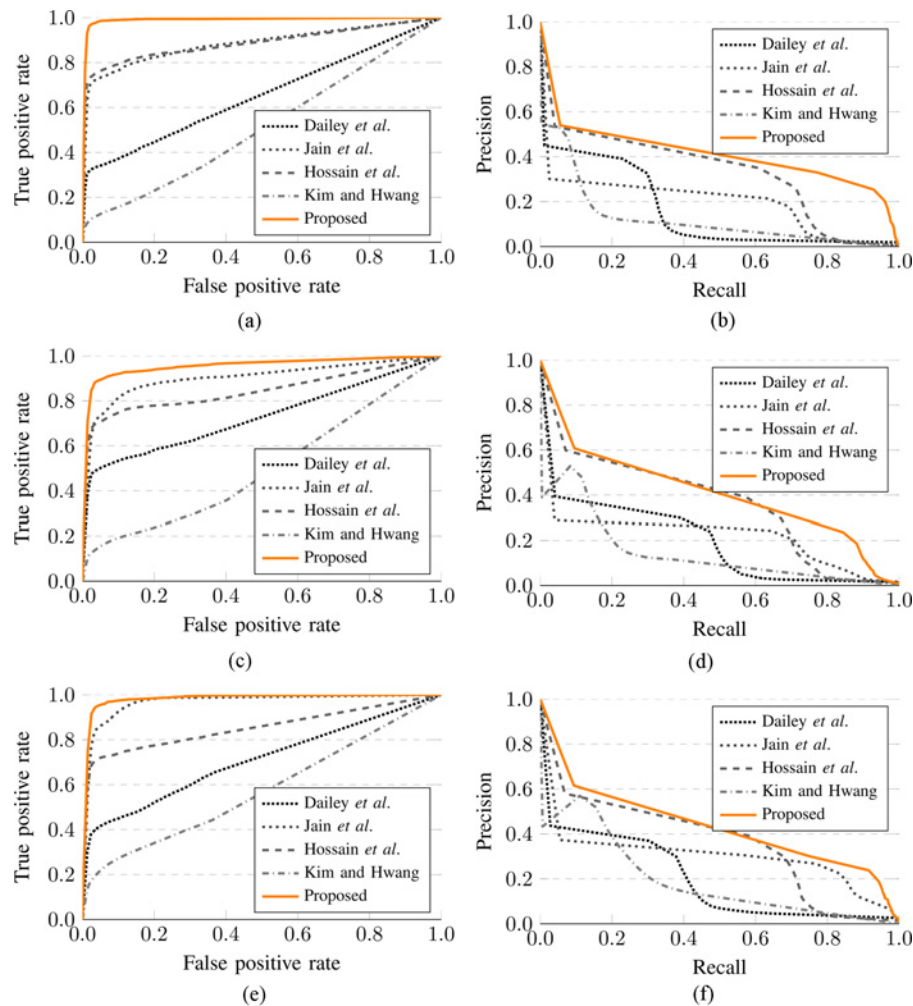 1.0
0.8
0.6
0.4
0.2
0.0
True positive rate
Dailey et al.
Jain et al.
Hossain et al.
Kim and Hwang
Proposed
0.0 0.2 0.4 0.6 0.8 1.0
False positive rate
(a)
1.0
0.8
0.6
0.4
0.2
0.0
Precision
Dailey et al.
Jain et al.
Hossain et al.
Kim and Hwang
Proposed
0.0 0.2 0.4 0.6 0.8 1.0
Recall
(b)
1.0
0.8
0.6
0.4
0.2
0.0
True positive rate
Dailey et al.
Jain et al.
Hossain et al.
Kim and Hwang
Proposed
0.0 0.2 0.4 0.6 0.8 1.0
False positive rate
(c)
1.0
0.8
0.6
0.4
0.2
0.0
Precision
Dailey et al.
Jain et al.
Hossain et al.
Kim and Hwang
Proposed
0.0 0.2 0.4 0.6 0.8 1.0
Recall
(d)
1.0
0.8
0.6
0.4
0.2
0.0
True positive rate
Dailey et al.
Jain et al.
Hossain et al.
Kim and Hwang
Proposed
0.0 0.2 0.4 0.6 0.8 1.0
False positive rate
(e)
1.0
0.8
0.6
0.4
0.2
0.0
Precision
Dailey et al.
Jain et al.
Hossain et al.
Kim and Hwang
Proposed
0.0 0.2 0.4 0.6 0.8 1.0
Recall
(f)